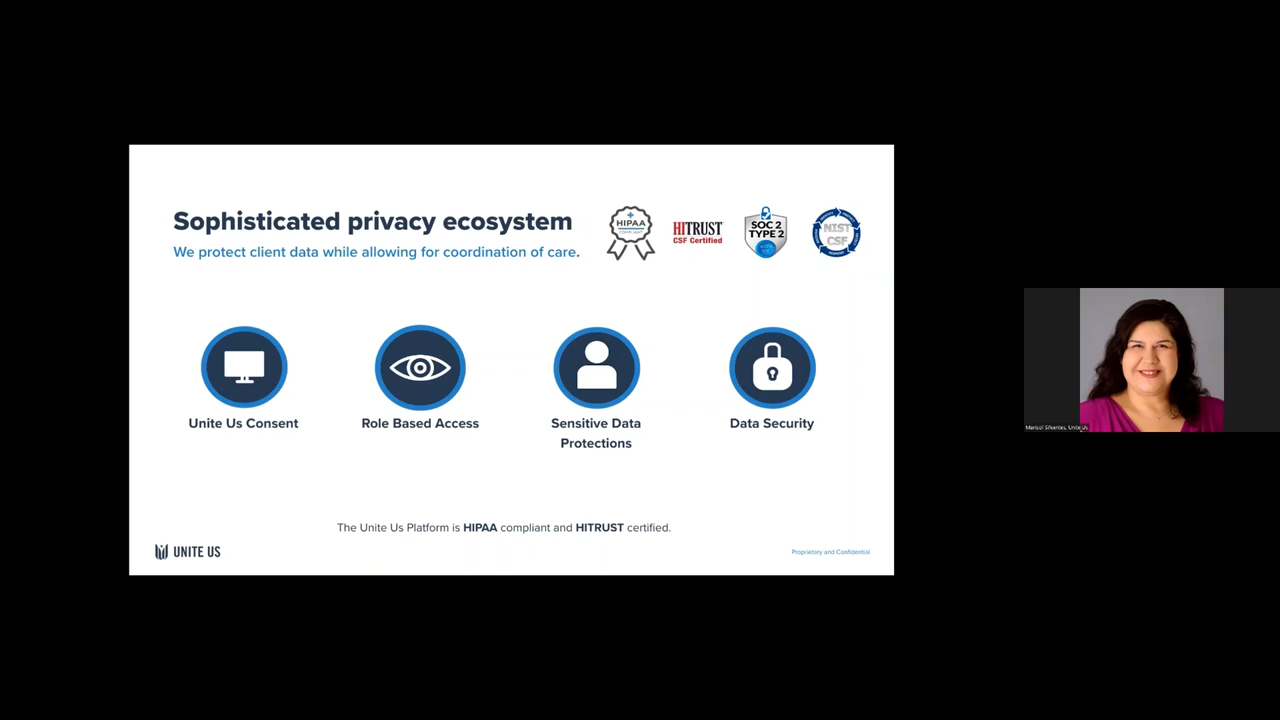 Sophisticated privacy ecosystem
We protect client data while allowing for coordination of care.
HIPAA
HITRUST
CSF Certified
SOC 2
TYPE 2
NIST
CSF
Unite Us Consent
Role Based Access
Sensitive Data
Protections
Data Security
The Unite Us Platform is HIPAA compliant and HITRUST certified.
UNITE US
Proprietary and Confidential
Unite Us